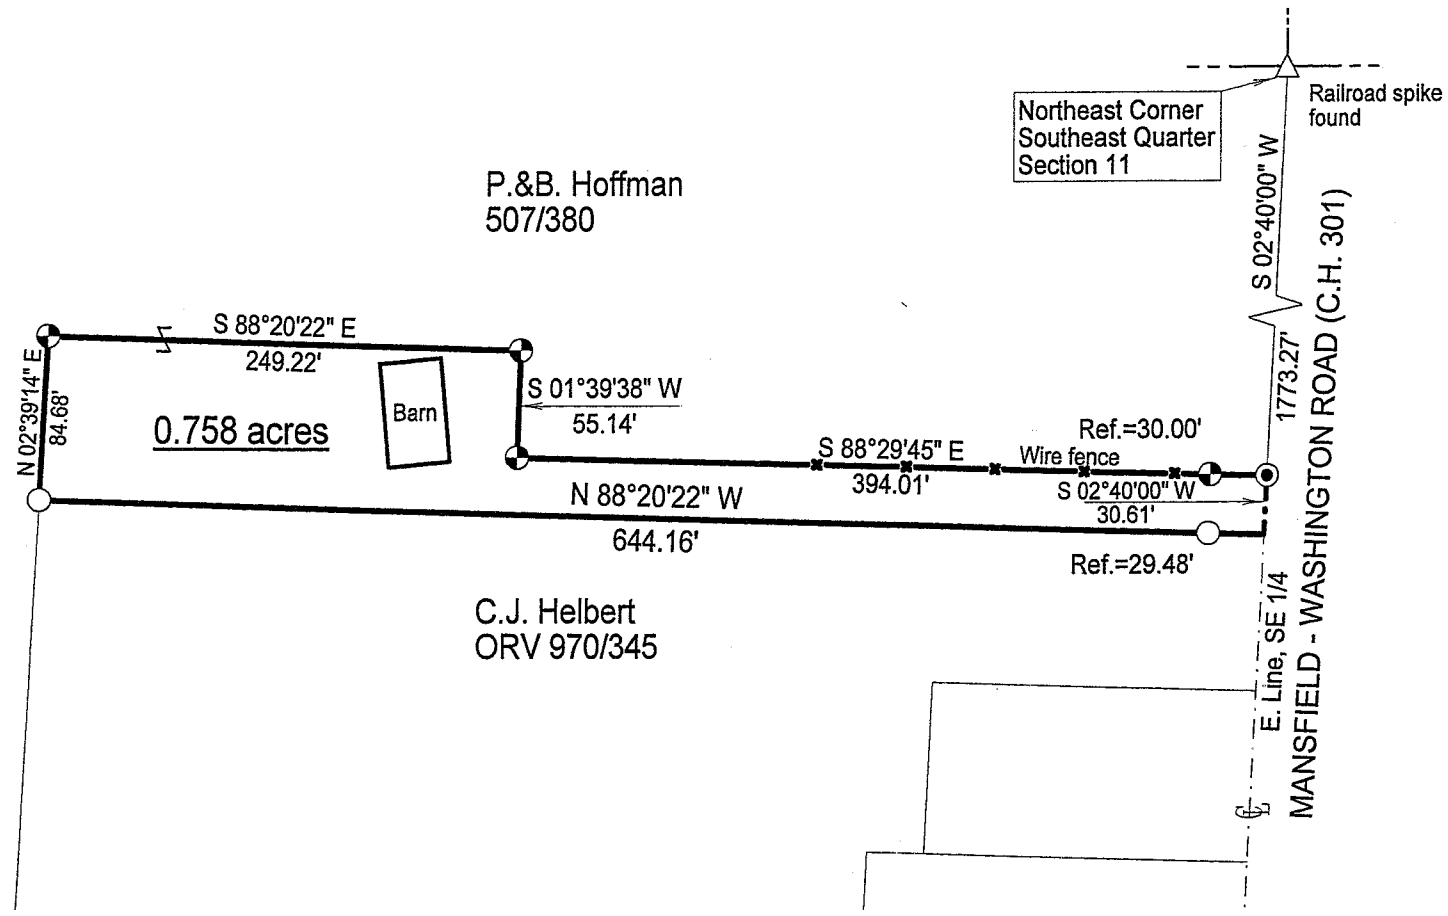 Northeast Corner
Southeast Quarter
Section 11
Railroad spike
found
S 02°40'00" W
1773.27'
MANSFIELD - WASHINGTON ROAD (C.H. 301)
P.&B. Hoffman
507/380
S 88°20'22" E
249.22'
N 02°39'14" E
84.68'
0.758 acres
Barn
S 01°39'38" W
55.14'
S 88°29'45" E
394.01'
Wire fence
Ref.=30.00'
S 02°40'00" W
30.61'
N 88°20'22" W
644.16'
Ref.=29.48'
C.J. Helbert
ORV 970/345
E. Line, SE 1/4
CL